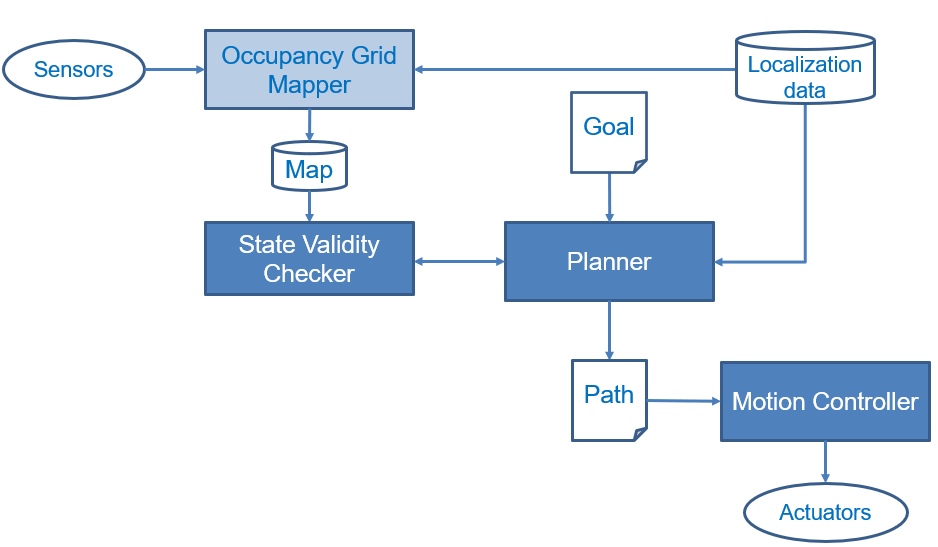 Sensors
Occupancy Grid
Mapper
Localization
data
Goal
Map
State Validity
Checker
Planner
Path
Motion Controller
Actuators